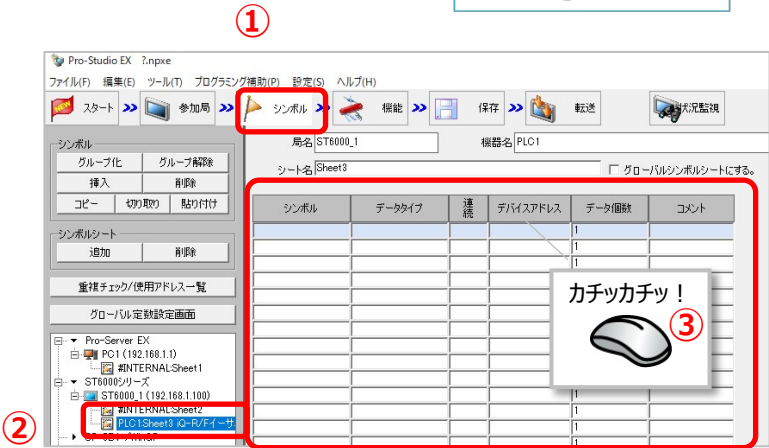 ①
Pro-Studio EX ?.npxe
ファイル(F) 編集(E) ツール(T) プログラミング補助(P) 設定(S) ヘルプ(H)
スタート 参加局 シンボル 機能 保存 転送 状況監視
シンボル
グループ化 グループ解除
挿入 削除
コピー 切り取り 貼り付け
シンボルシート
追加 削除
重複チェック/使用アドレス一覧
グローバル定数設定画面
Pro-Server EX
PC1 (192.168.1.1)
#INTERNAL:Sheet1
ST6000シリーズ
ST6000_1 (192.168.1.100)
#INTERNAL:Sheet2
②
PLC1:Sheet3 iQ-R/Fイーサ
局名 ST6000_1 機器名 PLC1
シート名 Sheet3 グローバルシンボルシートにする。
シンボル データタイプ 連続 デバイスアドレス データ個数 コメント
1
1
1
カチッカチッ！
③
1
1
1
1